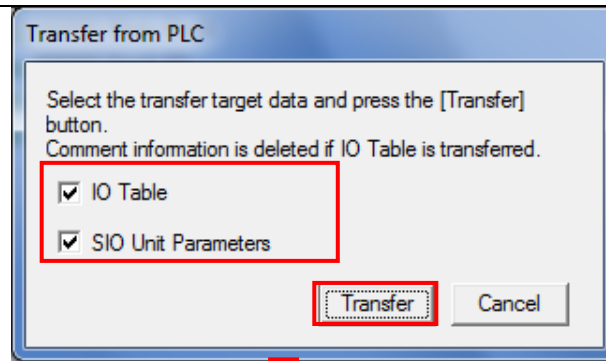 Transfer from PLC
Select the transfer target data and press the [Transfer]
button.
Comment information is deleted if IO Table is transferred.
IO Table
SIO Unit Parameters
Transfer
Cancel